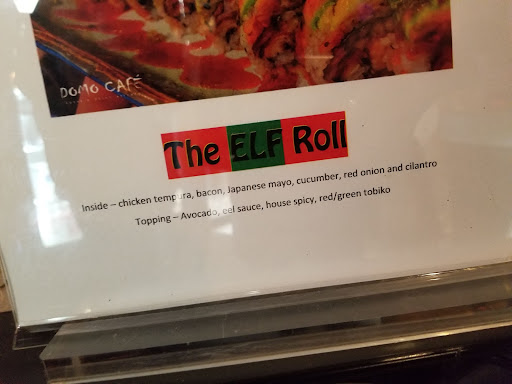 DOMO CAFÉ
The ELF Roll
Inside – chicken tempura, bacon, Japanese mayo, cucumber, red onion and cilantro
Topping – Avocado, eel sauce, house spicy, red/green tobiko